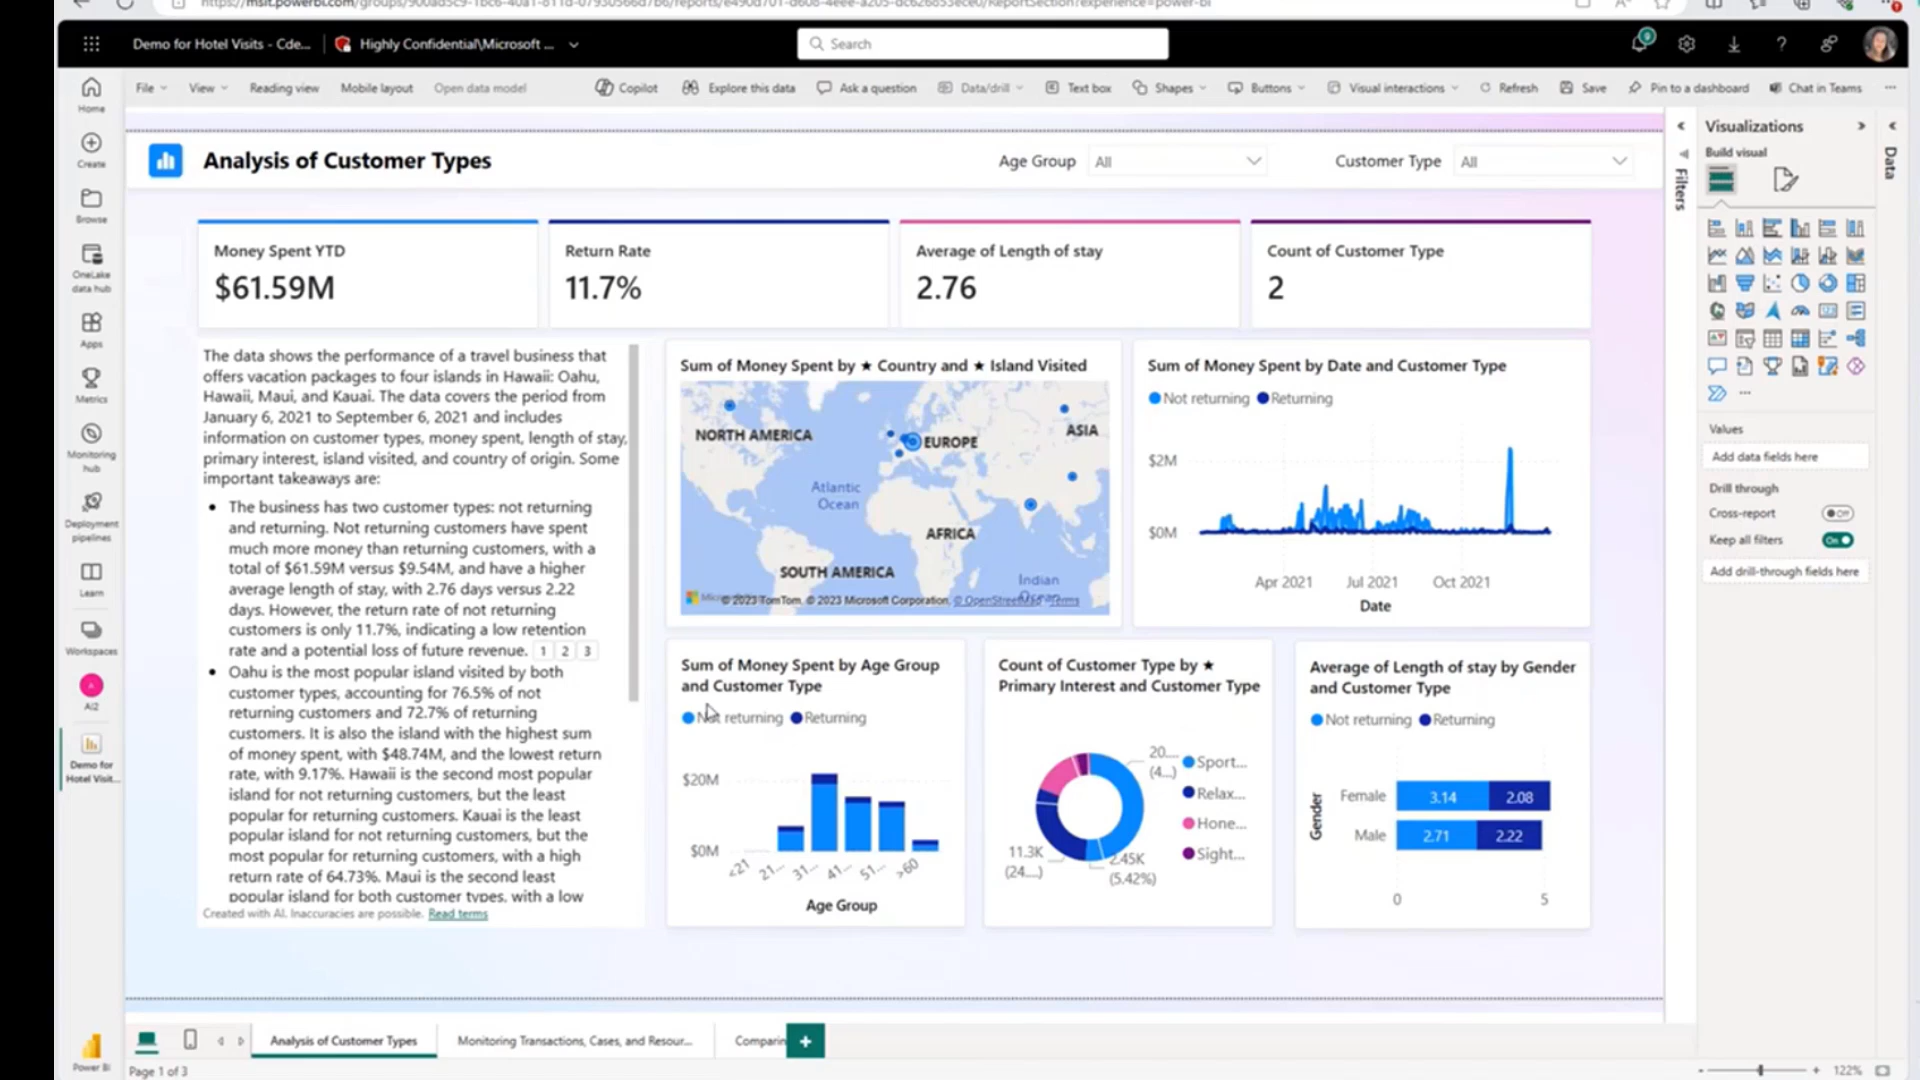 Demo for Hotel Visits - Cde...
Highly Confidential\Microsoft ...
Search
File
View
Reading view
Mobile layout
Open data model
Copilot
Explore this data
Ask a question
Data/drill
Text box
Shapes
Buttons
Visual interactions
Refresh
Save
Pin to a dashboard
Chat in Teams
Home
Create
Browse
OneLake
data hub
Apps
Metrics
Monitoring
hub
Deployment
pipelines
Learn
Workspaces
AI2
Demo for
Hotel Visit...
Power BI
Analysis of Customer Types
Age Group
All
Customer Type
All
Money Spent YTD
$61.59M
Return Rate
11.7%
Average of Length of stay
2.76
Count of Customer Type
2
The data shows the performance of a travel business that
offers vacation packages to four islands in Hawaii: Oahu,
Hawaii, Maui, and Kauai. The data covers the period from
January 6, 2021 to September 6, 2021 and includes
information on customer types, money spent, length of stay,
primary interest, island visited, and country of origin. Some
important takeaways are:
• The business has two customer types: not returning
and returning. Not returning customers have spent
much more money than returning customers, with a
total of $61.59M versus $9.54M, and have a higher
average length of stay, with 2.76 days versus 2.22
days. However, the return rate of not returning
customers is only 11.7%, indicating a low retention
rate and a potential loss of future revenue. 1 2 3
• Oahu is the most popular island visited by both
customer types, accounting for 76.5% of not
returning customers and 72.7% of returning
customers. It is also the island with the highest sum
of money spent, with $48.74M, and the lowest return
rate, with 9.17%. Hawaii is the second most popular
island for not returning customers, but the least
popular for returning customers. Kauai is the least
popular island for not returning customers, but the
most popular for returning customers, with a high
return rate of 64.73%. Maui is the second least
popular island for both customer types, with a low
Created with AI. Inaccuracies are possible. Read terms
Sum of Money Spent by ★ Country and ★ Island Visited
NORTH AMERICA
EUROPE
ASIA
Atlantic
Ocean
AFRICA
SOUTH AMERICA
Indian
Ocean
© 2023 TomTom, © 2023 Microsoft Corporation, © OpenStreetMap Terms
Sum of Money Spent by Date and Customer Type
Not returning
Returning
$2M
$0M
Apr 2021
Jul 2021
Oct 2021
Date
Sum of Money Spent by Age Group
and Customer Type
Not returning
Returning
$20M
$0M
<21
21...
31...
41...
51...
>60
Age Group
Count of Customer Type by ★
Primary Interest and Customer Type
20....
(4...)
11.3K
(24....)
2.45K
(5.42%)
Sport...
Relax...
Hone...
Sight...
Average of Length of stay by Gender
and Customer Type
Not returning
Returning
Gender
Female
3.14
2.08
Male
2.71
2.22
0
5
Filters
Visualizations
Build visual
Values
Add data fields here
Drill through
Cross-report
Off
Keep all filters
On
Add drill-through fields here
Data
Analysis of Customer Types
Monitoring Transactions, Cases, and Resour...
Comparin
Page 1 of 3
122%